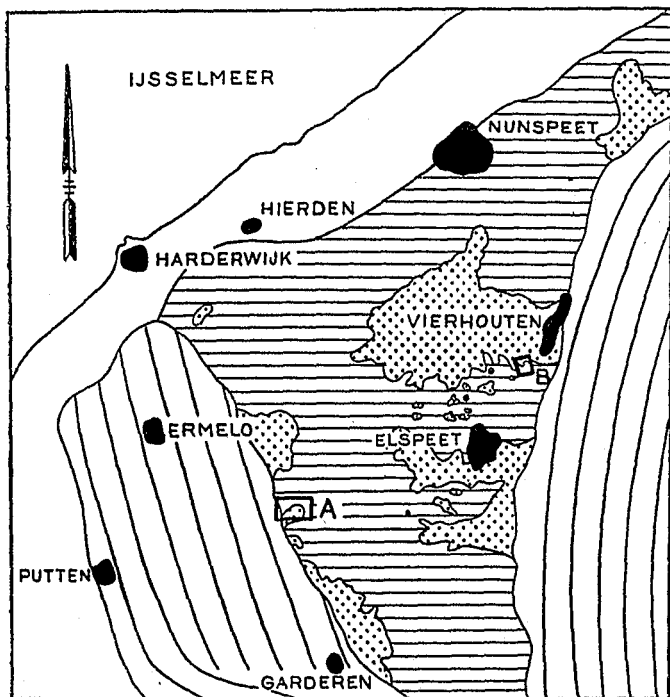 IJSSELMEER
NUNSPEET
HIERDEN
HARDERWIJK
VIERHOUTEN
B
ERMELO
ELSPEET
A
PUTTEN
GARDEREN